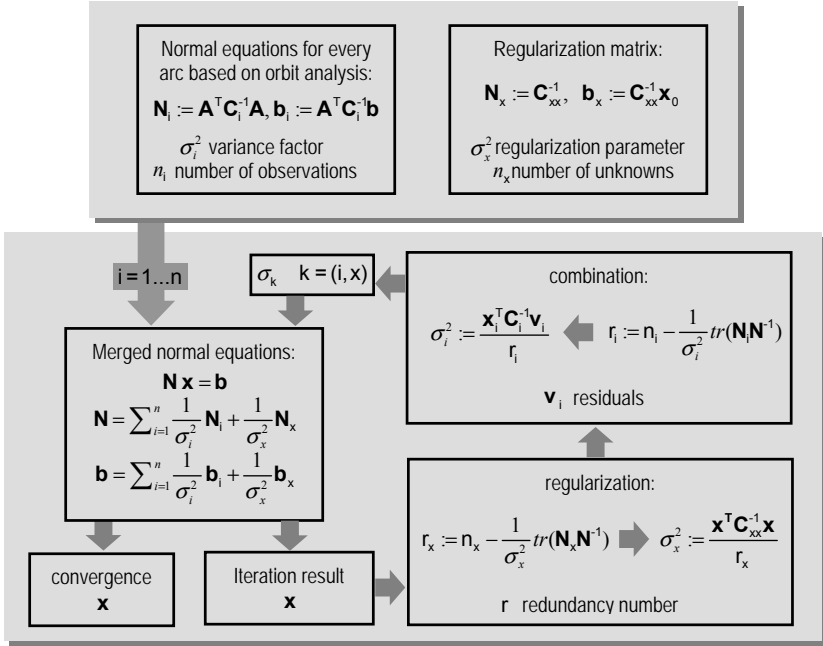 Normal equations for every
arc based on orbit analysis:
Nᵢ := AᵀCᵢ⁻¹A, bᵢ := AᵀCᵢ⁻¹b
σᵢ² variance factor
nᵢ number of observations
Regularization matrix:
Nₓ := Cₓₓ⁻¹, bₓ := Cₓₓ⁻¹x₀
σₓ² regularization parameter
nₓ number of unknowns
i = 1...n
σₖ k = (i, x)
Merged normal equations:
N x = b
N = ∑ᵢ₌₁ⁿ 1/σᵢ² Nᵢ + 1/σₓ² Nₓ
b = ∑ᵢ₌₁ⁿ 1/σᵢ² bᵢ + 1/σₓ² bₓ
combination:
σᵢ² := xᵢᵀCᵢ⁻¹vᵢ / rᵢ
rᵢ := nᵢ − 1/σᵢ² tr(NᵢN⁻¹)
vᵢ residuals
regularization:
rₓ := nₓ − 1/σₓ² tr(NₓN⁻¹)
σₓ² := xᵀCₓₓ⁻¹x / rₓ
r redundancy number
convergence
x
Iteration result
x